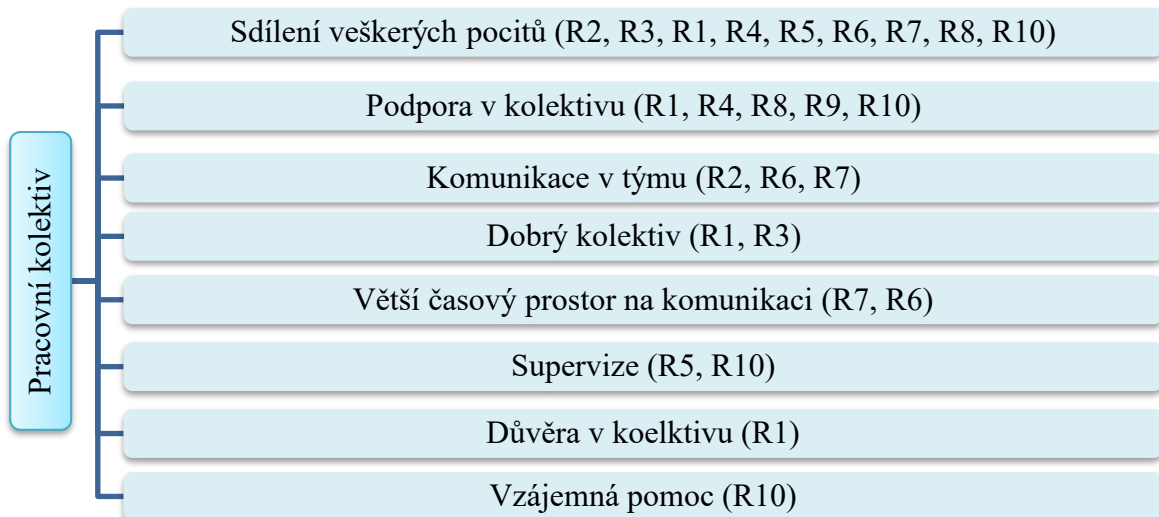 Pracovní kolektiv
Sdílení veškerých pocitů (R2, R3, R1, R4, R5, R6, R7, R8, R10)
Podpora v kolektivu (R1, R4, R8, R9, R10)
Komunikace v týmu (R2, R6, R7)
Dobrý kolektiv (R1, R3)
Větší časový prostor na komunikaci (R7, R6)
Supervize (R5, R10)
Důvěra v koelktivu (R1)
Vzájemná pomoc (R10)